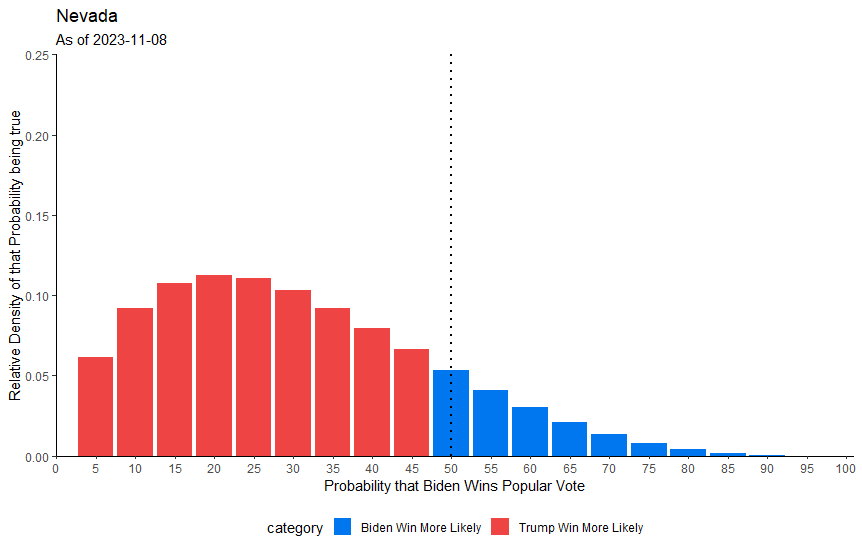 Nevada
As of 2023-11-08
0.25
0.20
0.15
0.10
0.05
0.00
Relative Density of that Probability being true
0 5 10 15 20 25 30 35 40 45 50 55 60 65 70 75 80 85 90 95 100
Probability that Biden Wins Popular Vote
category Biden Win More Likely Trump Win More Likely